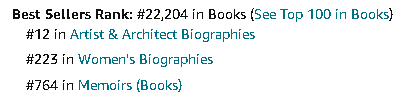 Best Sellers Rank: #22,204 in Books (See Top 100 in Books)
#12 in Artist & Architect Biographies
#223 in Women's Biographies
#764 in Memoirs (Books)